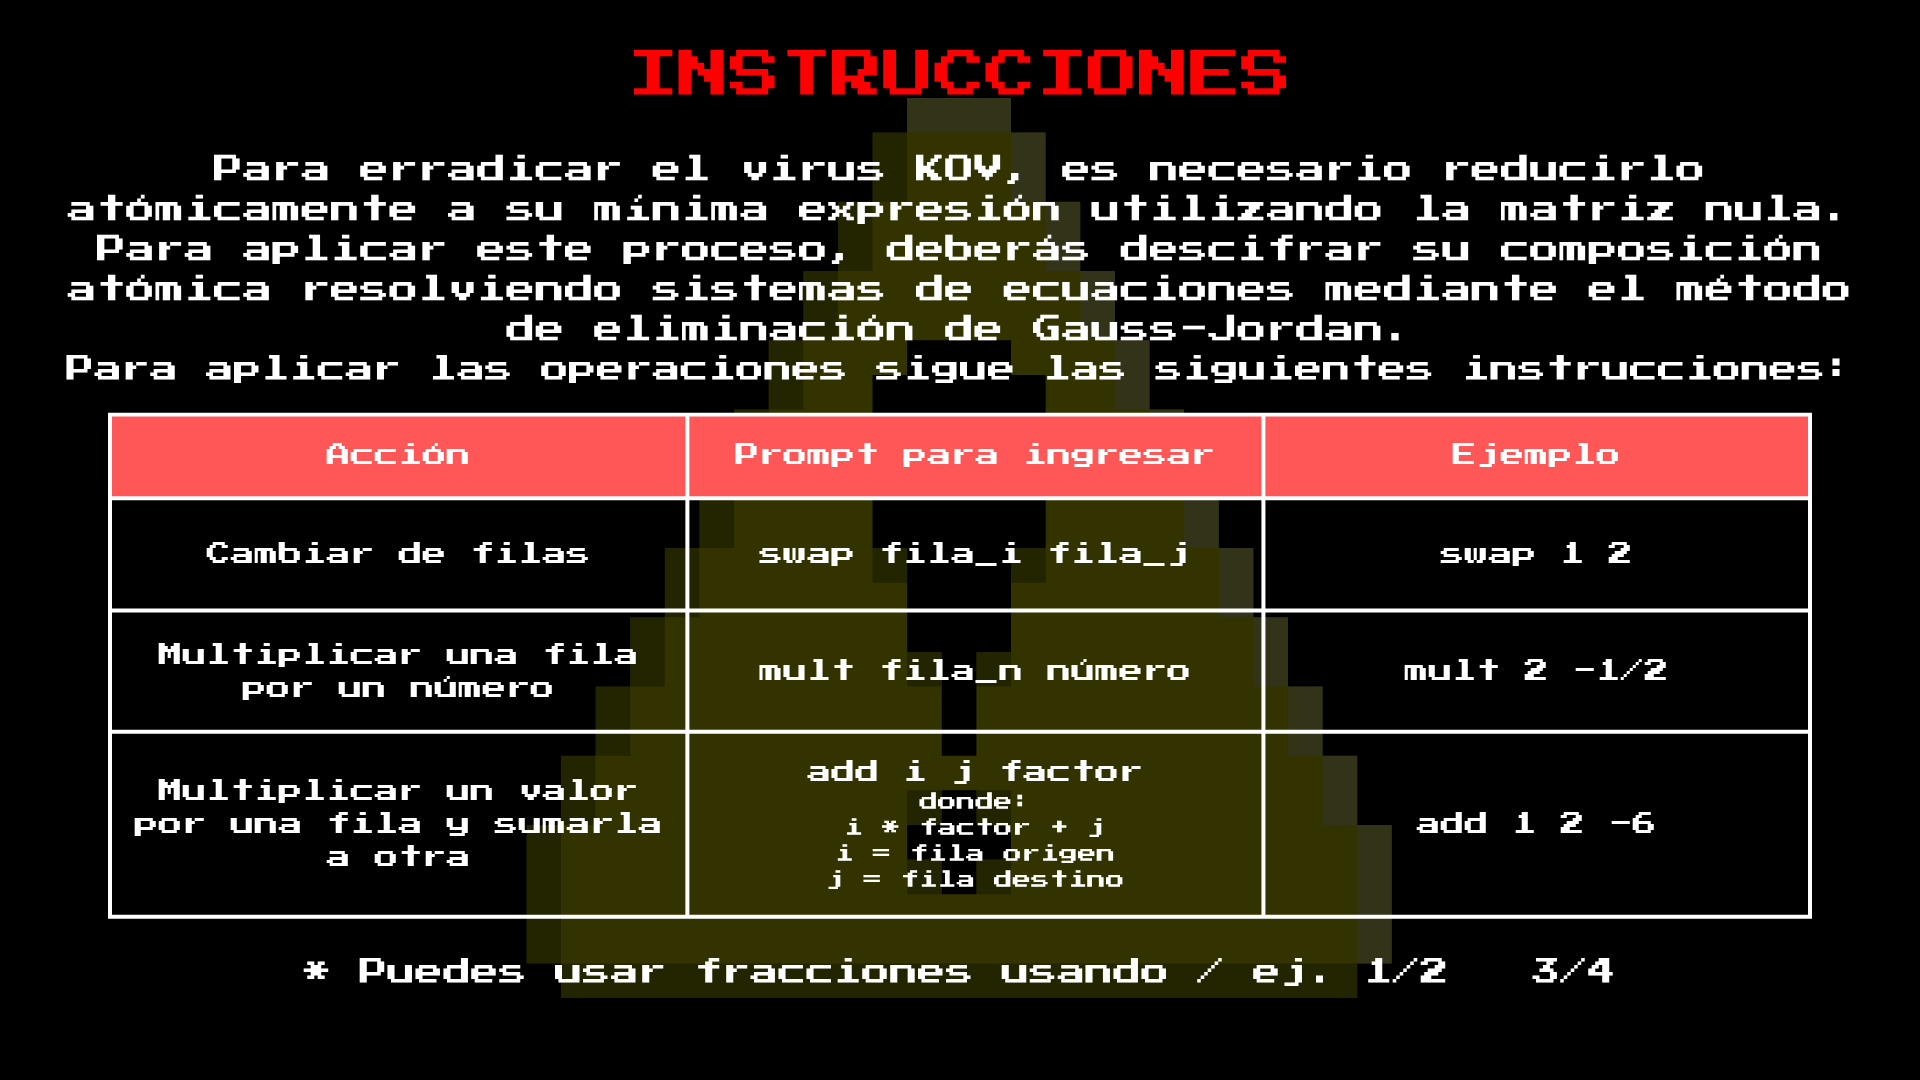 INSTRUCCIONES
Para erradicar el virus KOV, es necesario reducirlo
atómicamente a su mínima expresión utilizando la matriz nula.
Para aplicar este proceso, deberás descifrar su composición
atómica resolviendo sistemas de ecuaciones mediante el método
de eliminación de Gauss-Jordan.
Para aplicar las operaciones sigue las siguientes instrucciones:
Acción
Prompt para ingresar
Ejemplo
Cambiar de filas
swap fila_i fila_j
swap 1 2
Multiplicar una fila
por un número
mult fila_n número
mult 2 -1/2
Multiplicar un valor
por una fila y sumarla
a otra
add i j factor
donde:
i * factor + j
i = fila origen
j = fila destino
add 1 2 -6
* Puedes usar fracciones usando / ej. 1/2 3/4